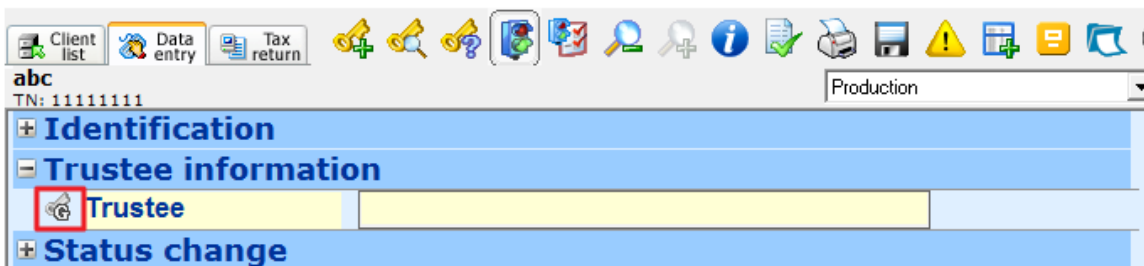 Client list
Data entry
Tax return
abc
TN: 11111111
Production
Identification
Trustee information
G Trustee
Status change